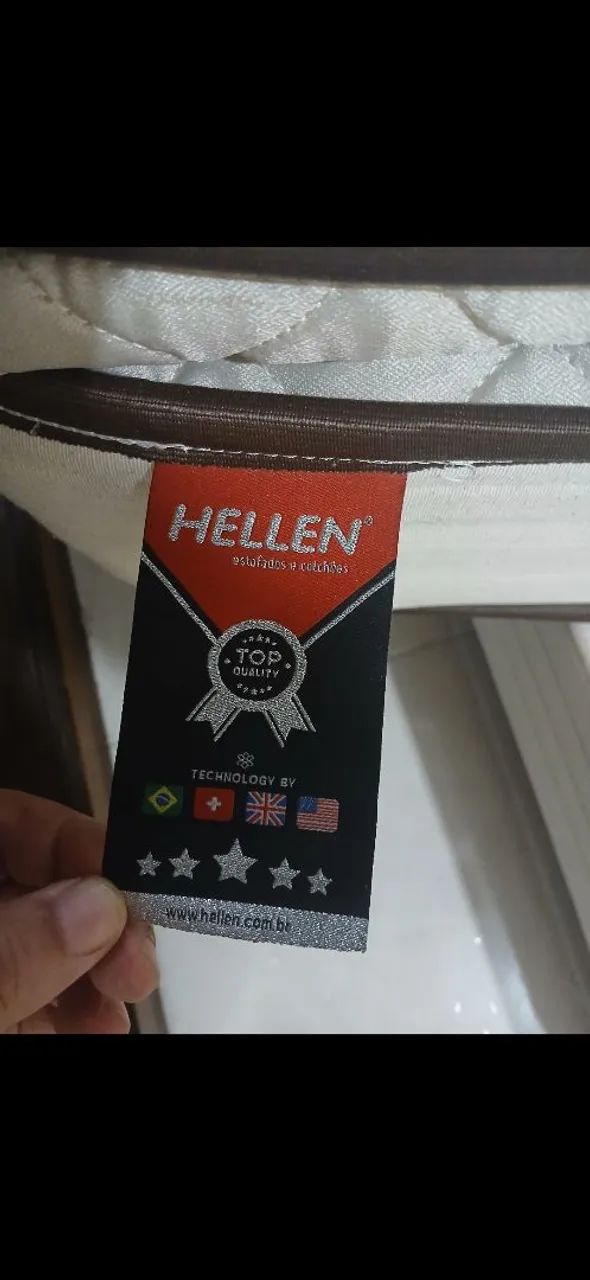 HELLEN®
estofados e colchões
TOP
QUALITY
TECHNOLOGY BY
www.hellen.com.br